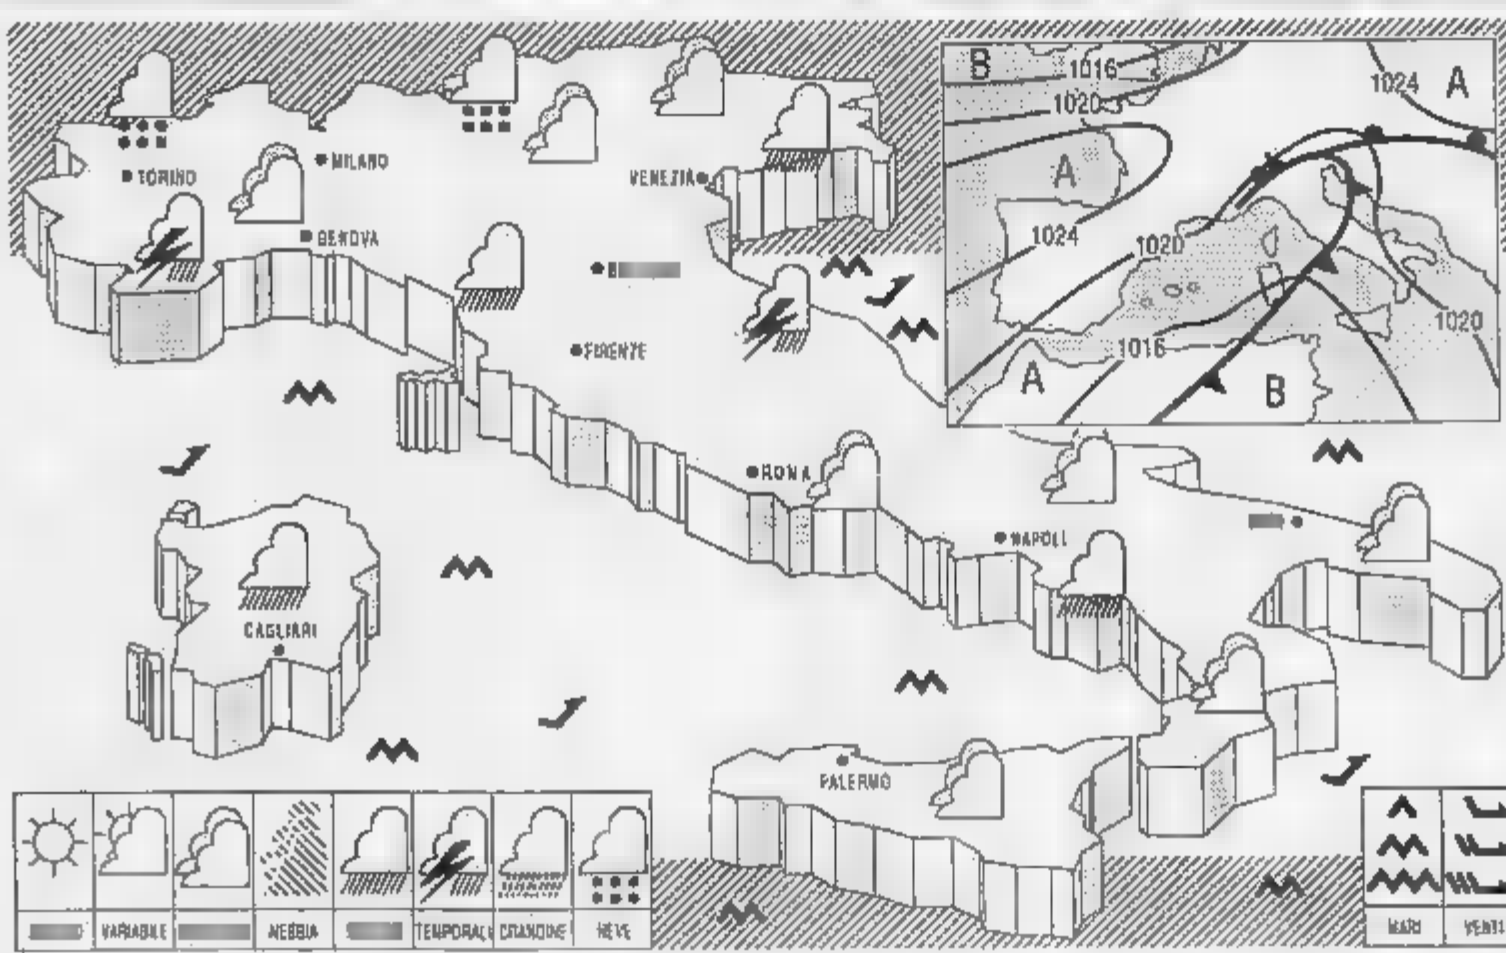 B
1016
1024
A
1020
TORINO
MILANO
VENEZIA
A
GENOVA
1024
1020
FIRENZE
1016
1020
A
B
ROMA
NAPOLI
CAGLIARI
PALERMO
VARIABILE
NEBBIA
TEMPORALI
GRANDINE
NEVE
MARI
VENTI